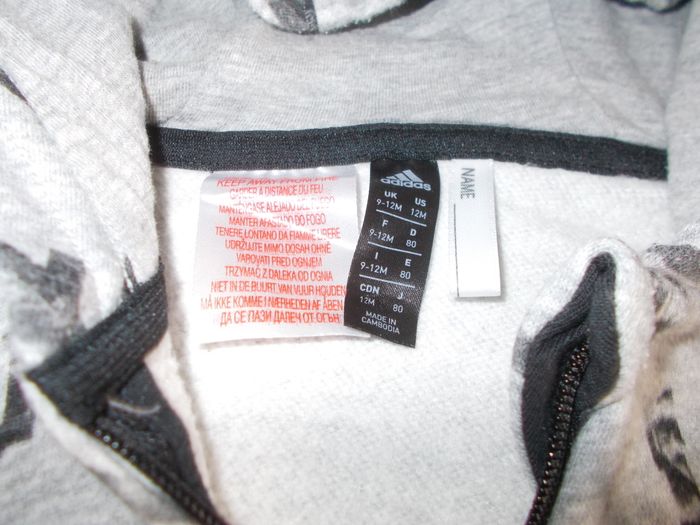 KEEP AWAY FROM FIRE
GARDER A DISTANCE DU FEU
MANTENGASE ALEJADO DEL FUEGO
MANTER AFASTADO DO FOGO
TENERE LONTANO DA FIAMME LIBERE
UDRŽUJTE MIMO DOSAH OHNĚ
VAROVATI PRED OGNJEM
TRZYMAĆ Z DALEKA OD OGNIA
NIET IN DE BUURT VAN VUUR HOUDEN
MÅ IKKE KOMME I NÆRHEDEN AF ÅBEN
ДА СЕ ПАЗИ ДАЛЕЧ ОТ ОГЪН
adidas
UK US
9-12M 12M
F D
9-12M 80
I E
9-12M 80
CDN J
12M 80
MADE IN
CAMBODIA
NAME